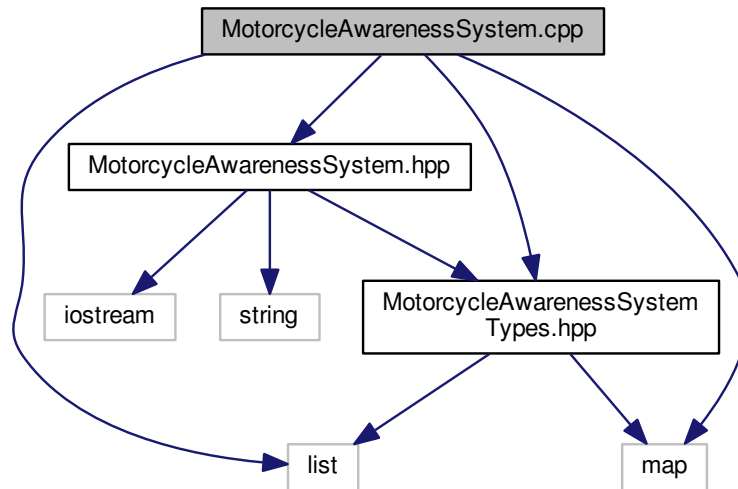 MotorcycleAwarenessSystem.cpp
MotorcycleAwarenessSystem.hpp
iostream
string
MotorcycleAwarenessSystem
Types.hpp
list
map